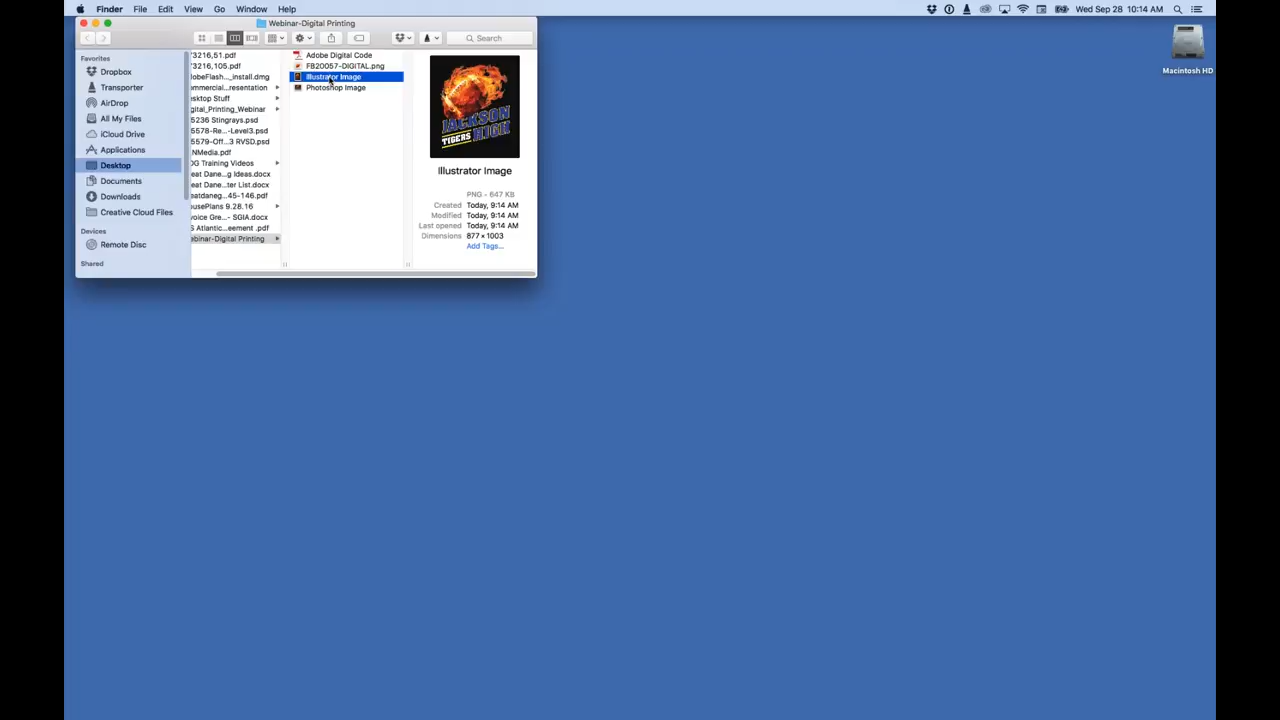 Finder File Edit View Go Window Help
Wed Sep 28 10:14 AM
Webinar-Digital Printing
Search
Favorites
Dropbox
Transporter
AirDrop
All My Files
iCloud Drive
Applications
Desktop
Documents
Downloads
Creative Cloud Files
Devices
Remote Disc
Shared
73216,51.pdf
73216,105.pdf
dobeFlash..._install.dmg
ommercial...resentation
esktop Stuff
igital_Printing_Webinar
5236 Stingrays.psd
5578-Re...-Level3.psd
5579-Off...3 RVSD.psd
NMedia.pdf
OG Training Videos
eat Dane...g Ideas.docx
eat Dane...ter List.docx
eatdaneg...45-146.pdf
ousePlans 9.28.16
voice Gre...- SGIA.docx
S Atlantic...eement .pdf
ebinar-Digital Printing
Adobe Digital Code
FB20057-DIGITAL.png
Illustrator Image
Photoshop Image
JACKSON
TIGERS HIGH
Illustrator Image
PNG - 647 KB
Created Today, 9:14 AM
Modified Today, 9:14 AM
Last opened Today, 9:14 AM
Dimensions 877 × 1003
Add Tags...
Macintosh HD